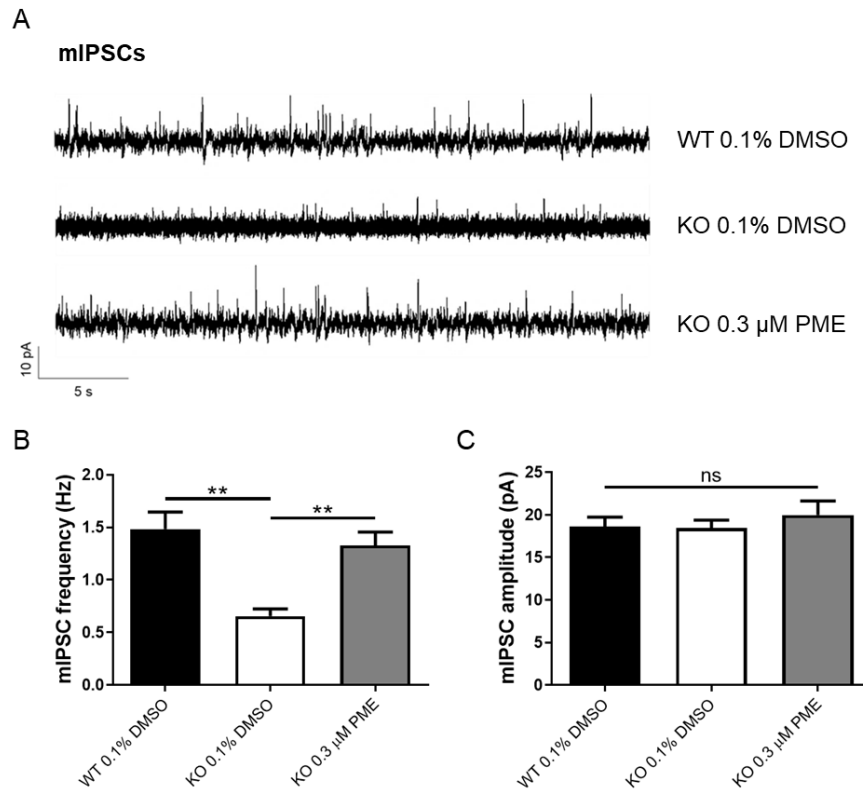 A
mIPSCs
WT 0.1% DMSO
KO 0.1% DMSO
KO 0.3 μM PME
10 pA
5 s
B
mIPSC frequency (Hz)
2.0
1.5
1.0
0.5
0.0
**
**
WT 0.1% DMSO
KO 0.1% DMSO
KO 0.3 μM PME
C
mIPSC amplitude (pA)
25
20
15
10
5
0
ns
WT 0.1% DMSO
KO 0.1% DMSO
KO 0.3 μM PME